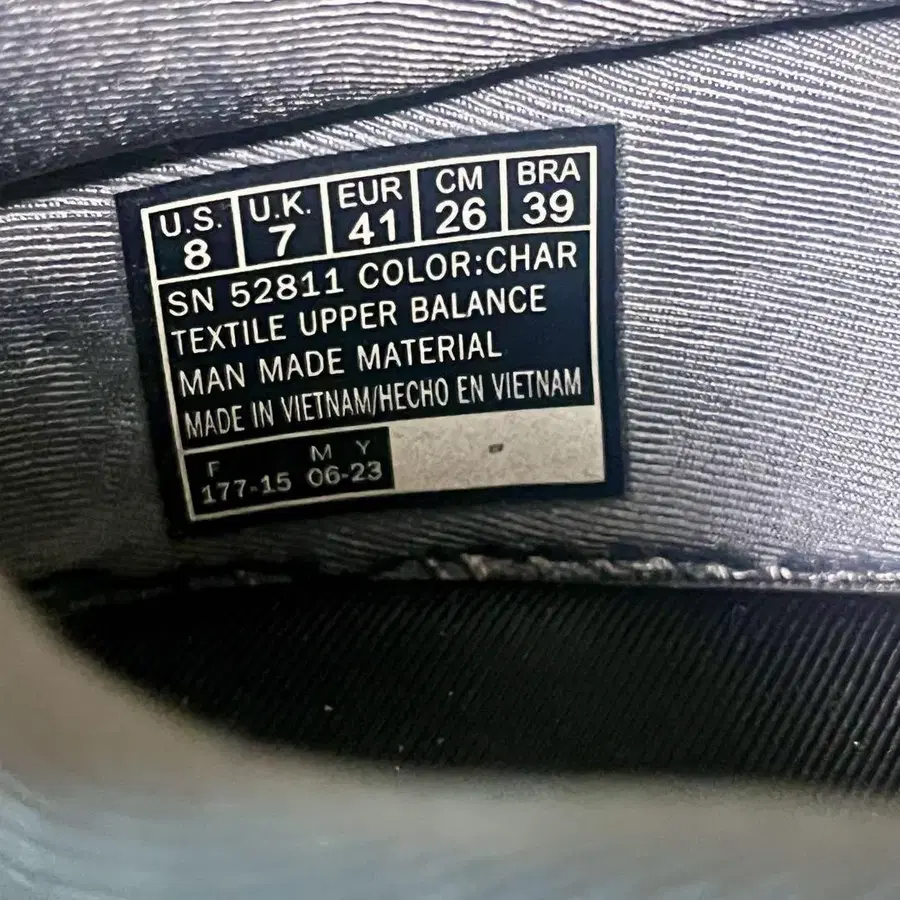 U.S. U.K. EUR CM BRA
8 7 41 26 39
SN 52811 COLOR:CHAR
TEXTILE UPPER BALANCE
MAN MADE MATERIAL
MADE IN VIETNAM/HECHO EN VIETNAM
F M Y
177-15 06-23